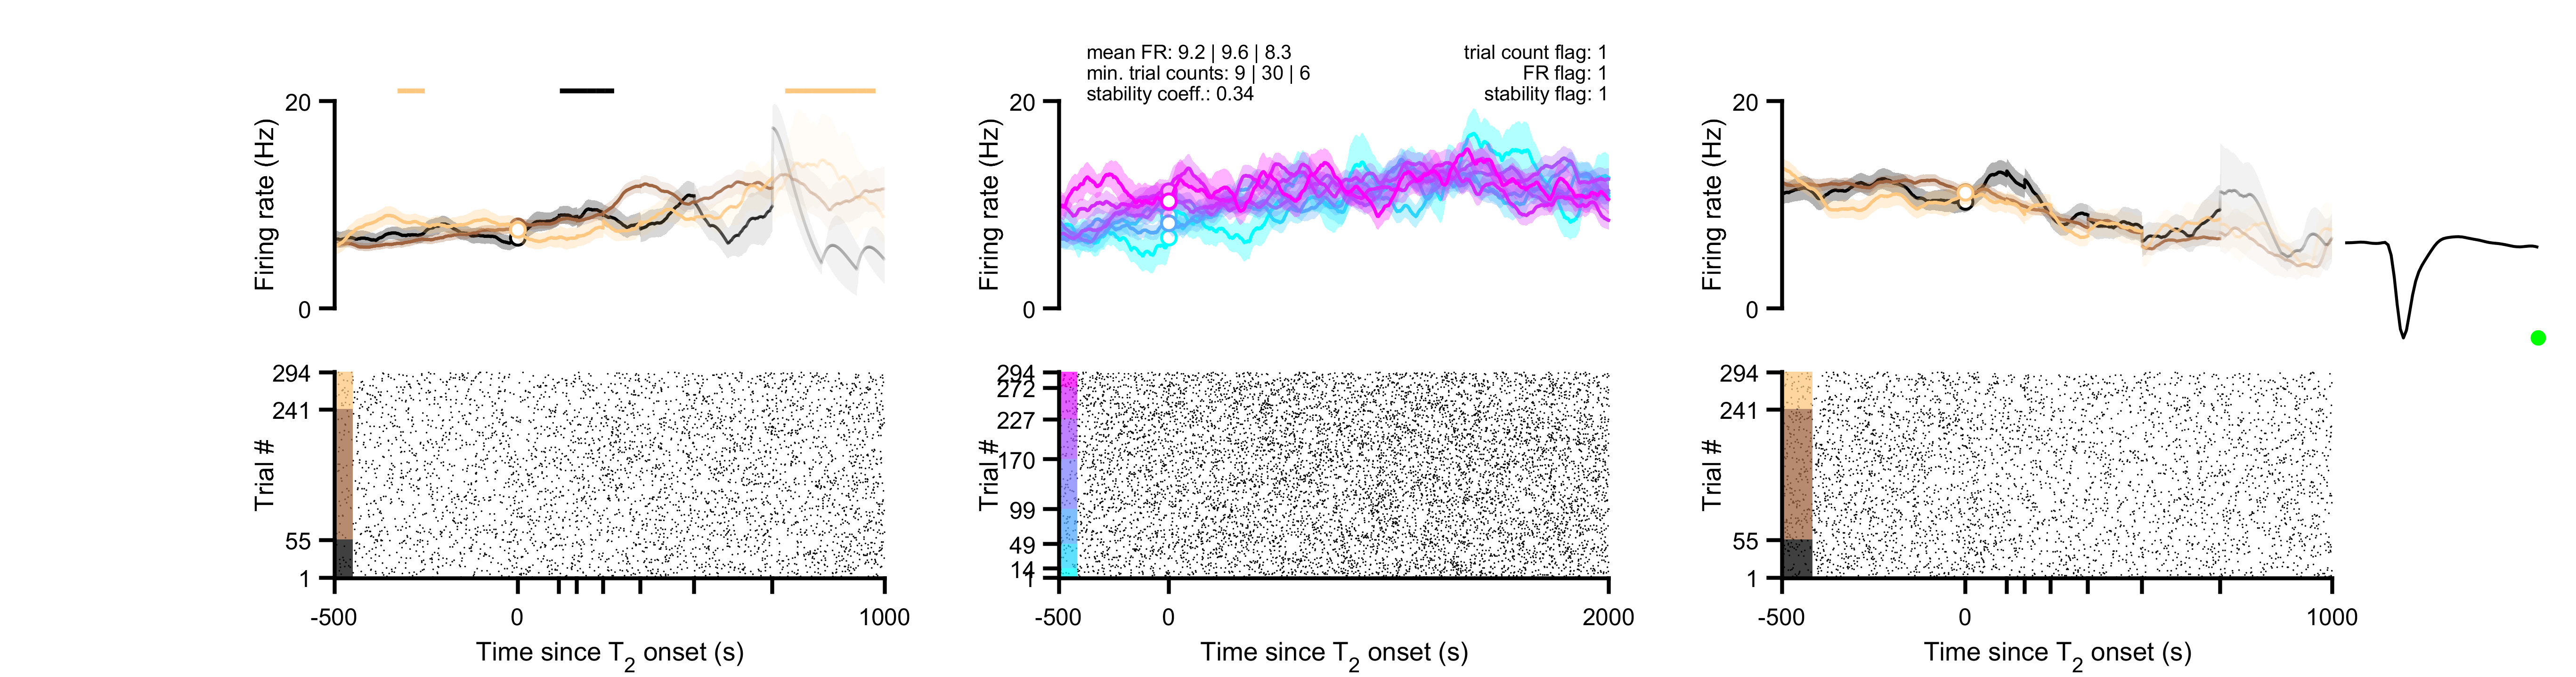 mean FR: 9.2 | 9.6 | 8.3
min. trial counts: 9 | 30 | 6
stability coeff.: 0.34
trial count flag: 1
FR flag: 1
stability flag: 1
20
Firing rate (Hz)
0
20
Firing rate (Hz)
0
20
Firing rate (Hz)
0
294
241
Trial #
55
1
-500
0
1000
Time since T2 onset (s)
294
272
227
Trial #
170
99
49
14
1
-500
0
2000
Time since T2 onset (s)
294
241
Trial #
55
1
-500
0
1000
Time since T2 onset (s)